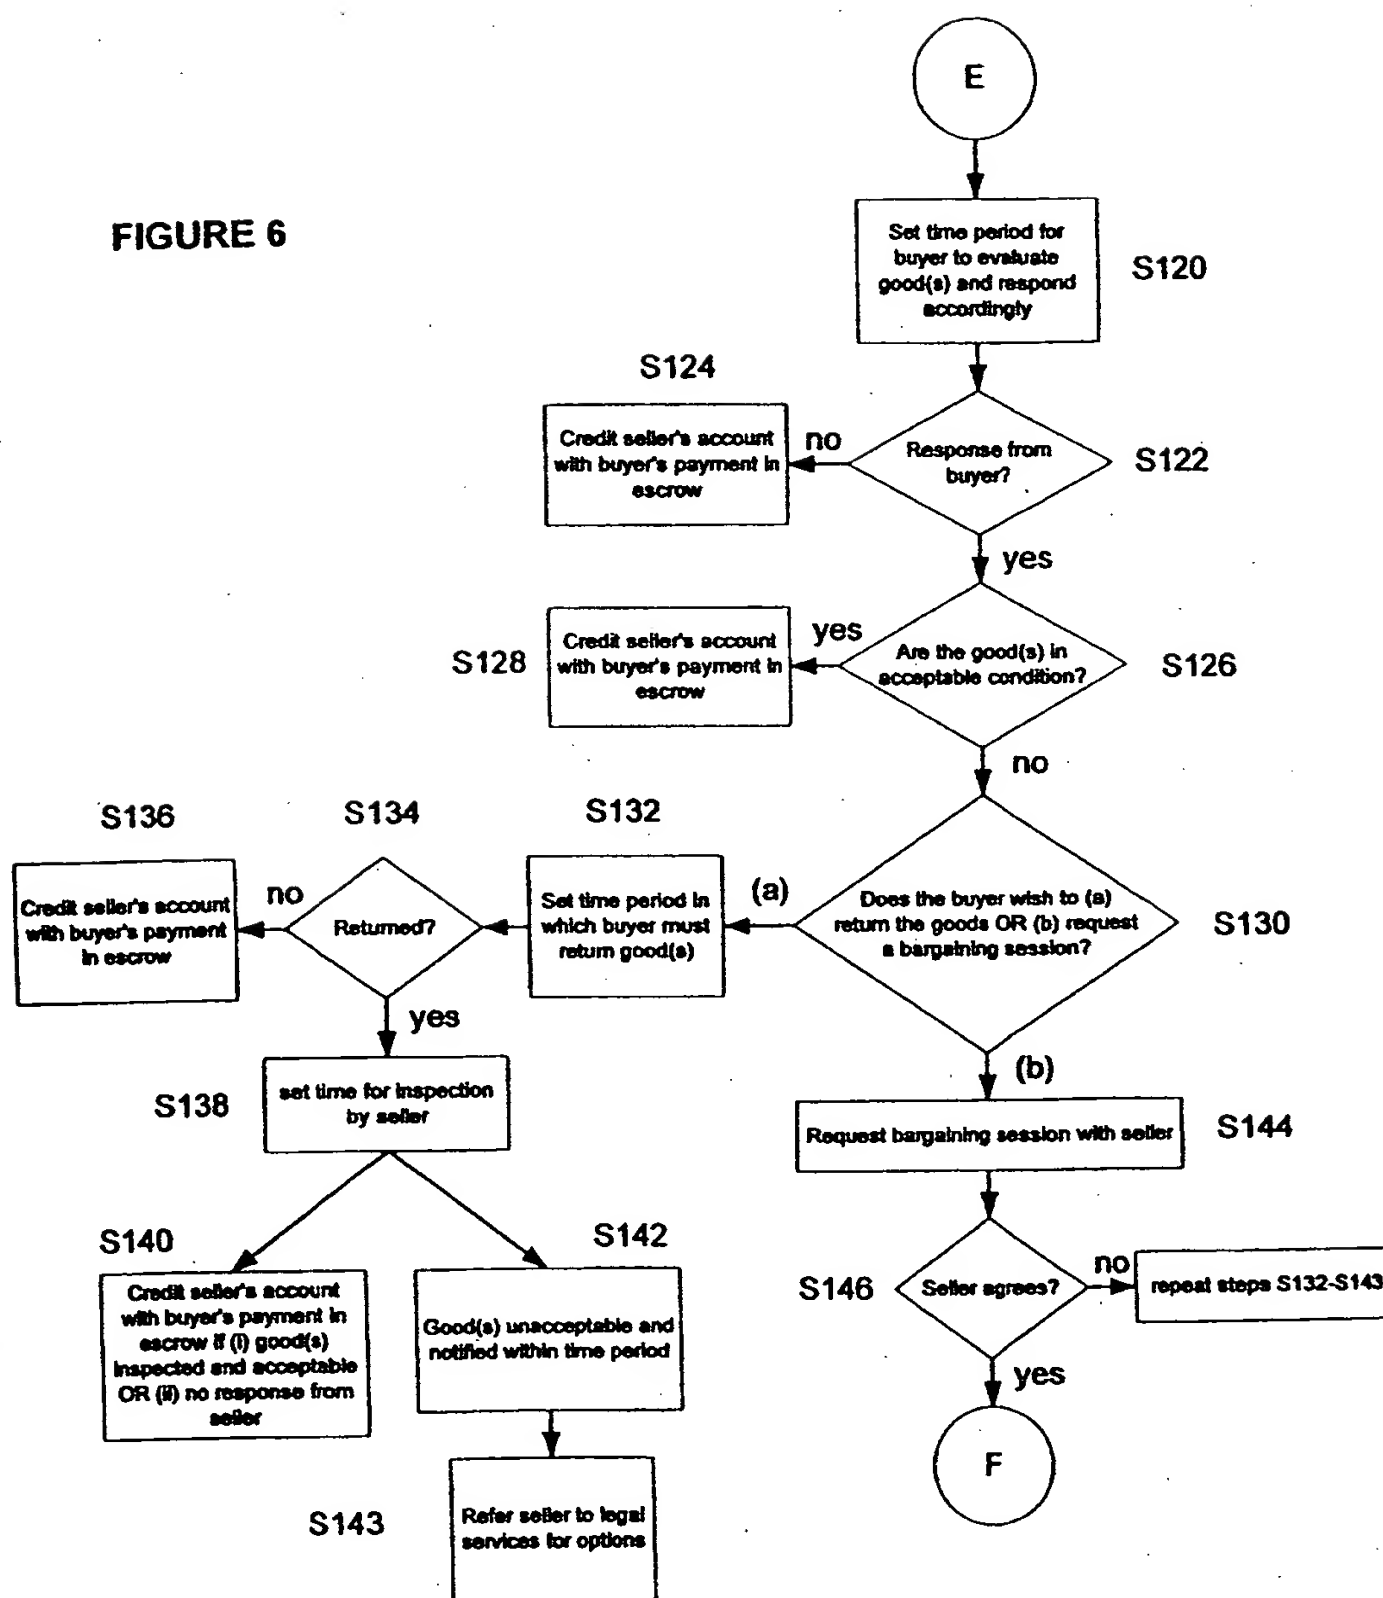 E
FIGURE 6
Set time period for
buyer to evaluate
good(s) and respond
accordingly
S120
S124
Credit seller's account
with buyer's payment in
escrow
no
Response from
buyer?
S122
yes
S128
Credit seller's account
with buyer's payment in
escrow
yes
Are the good(s) in
acceptable condition?
S126
no
S136
S134
S132
Credit seller's account
with buyer's payment
in escrow
no
Returned?
Set time period in
which buyer must
return good(s)
(a)
Does the buyer wish to (a)
return the goods OR (b) request
a bargaining session?
S130
yes
(b)
S138
set time for inspection
by seller
Request bargaining session with seller
S144
S140
S142
Credit seller's account
with buyer's payment in
escrow if (i) good(s)
inspected and acceptable
OR (ii) no response from
seller
Good(s) unacceptable and
notified within time period
S146
Seller agrees?
no
repeat steps S132-S143
yes
F
S143
Refer seller to legal
services for options